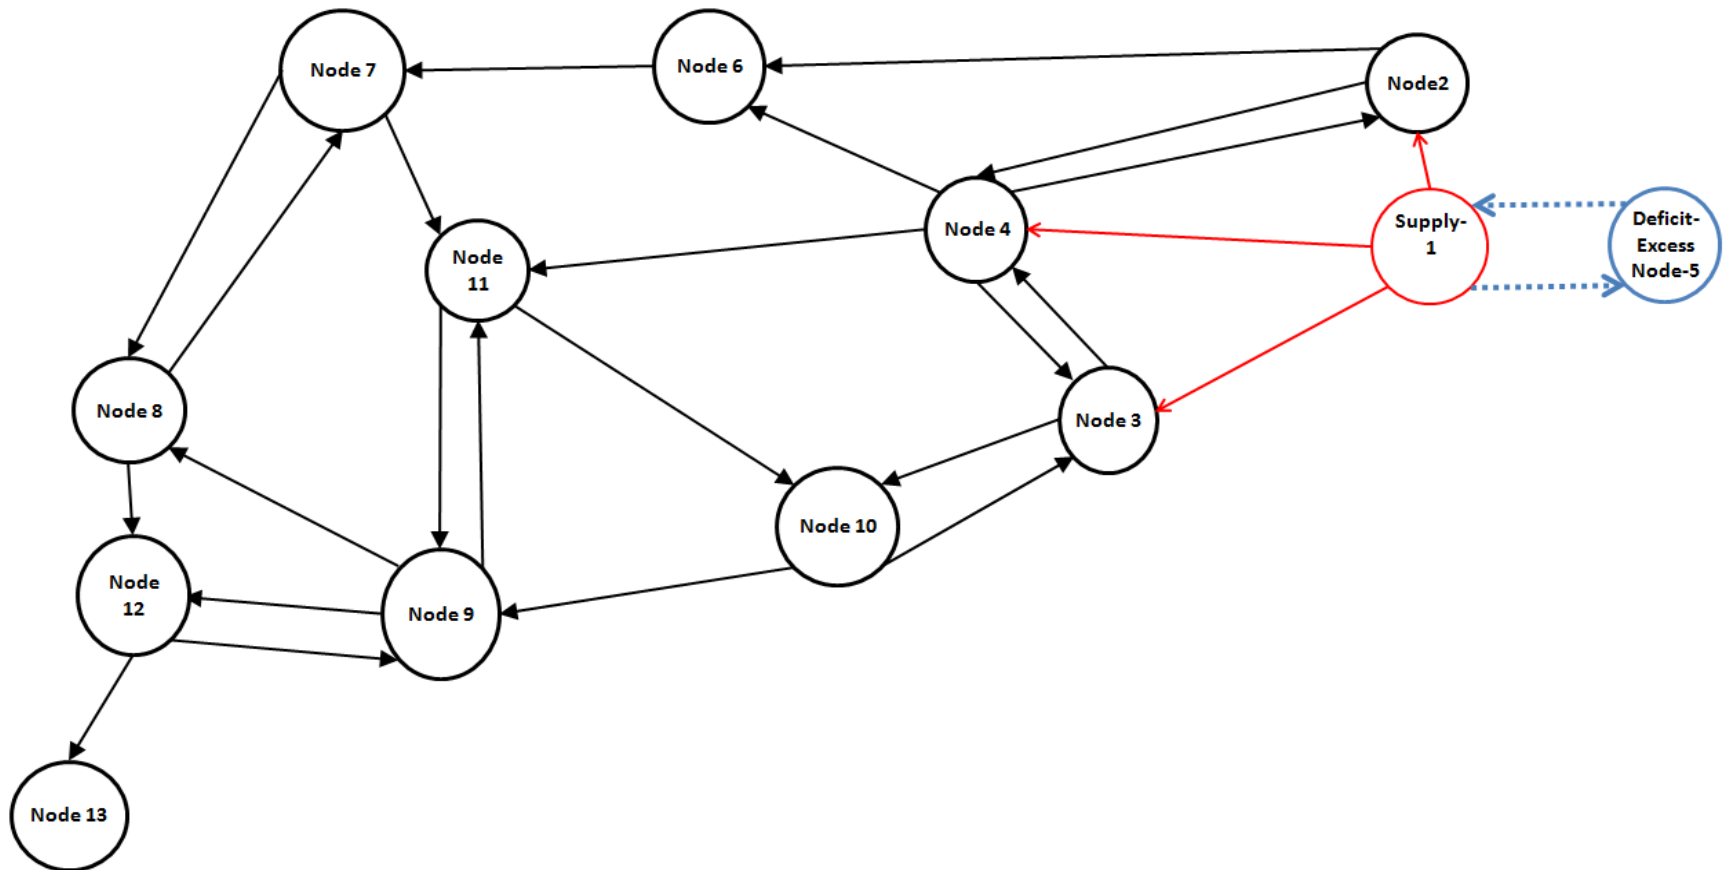 Node 7
Node 6
Node2
Node 4
Supply-
1
Deficit-
Excess
Node-5
Node
11
Node 8
Node 3
Node 10
Node
12
Node 9
Node 13